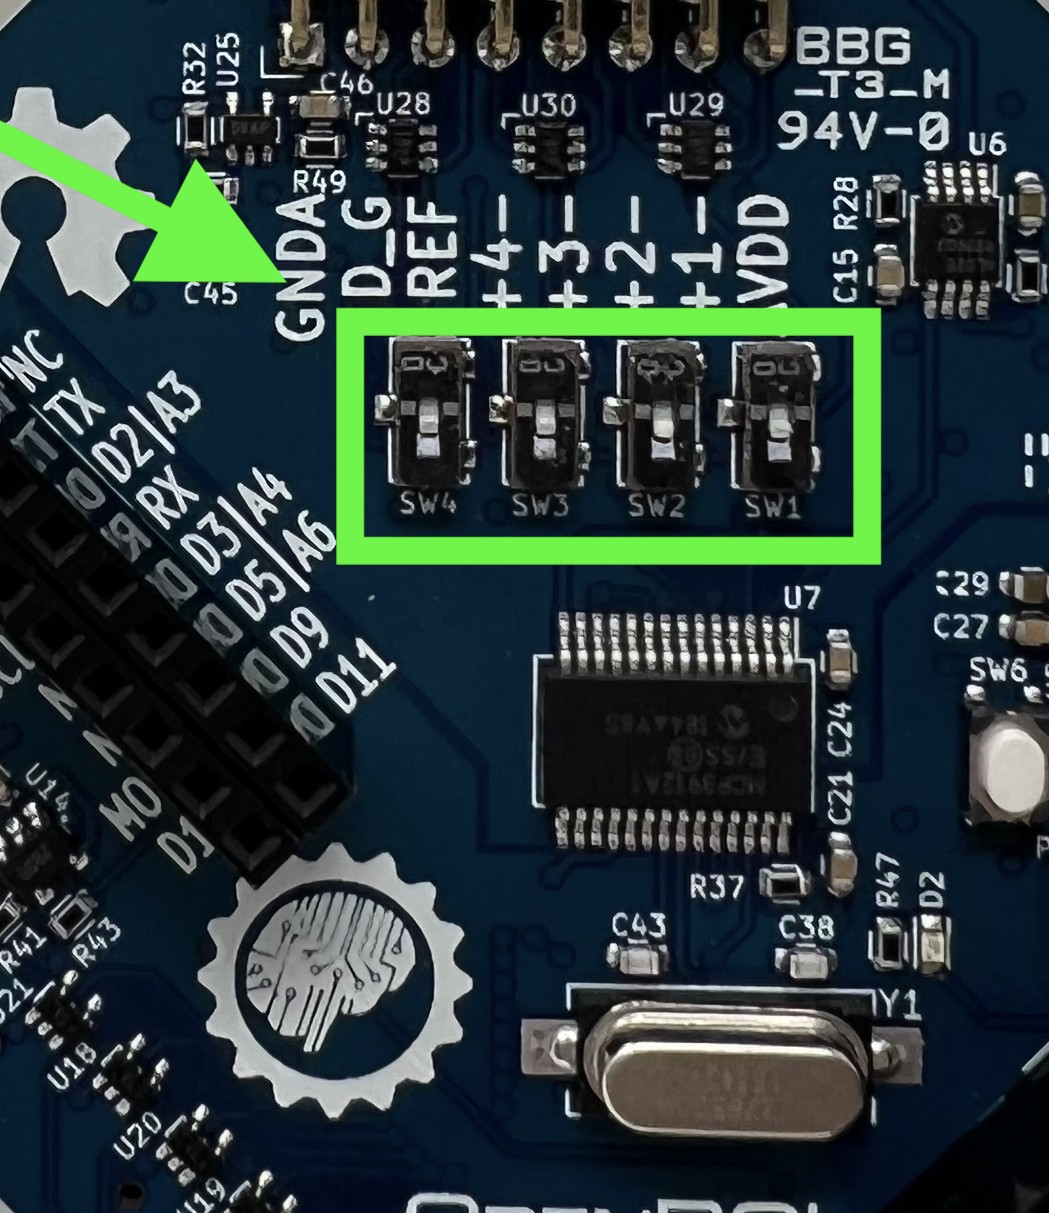 R32
U25
C46
U28
U30
U29
BBG
_T3_M
94V-0
U6
R49
R28
C15
GNDA
D_G
REF
+4-
+3-
+2-
+1-
VDD
C45
SW4
SW3
SW2
SW1
NC
TX
D2/A3
RX
D3/A4
D5/A6
D9
D11
MO
D1
U7
C29
C27
SW6
C24
C21
U14
R41
R43
R37
R47
D2
C43
C38
Y1
U18
U20
U19